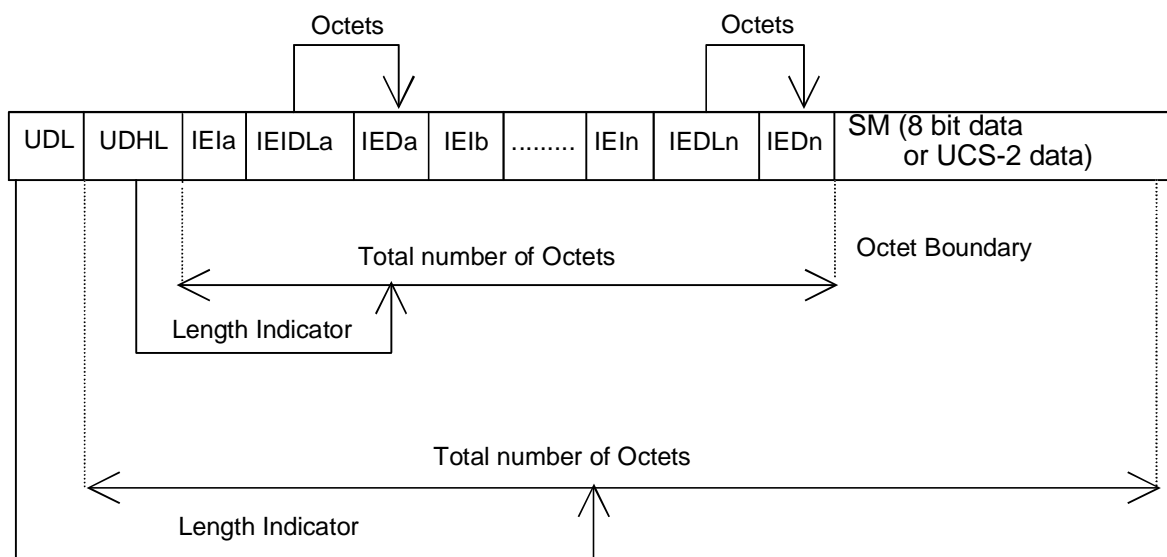 Octets Octets
UDL UDHL IEIa IEIDLa IEDa IEIb ......... IEIn IEDLn IEDn SM (8 bit data
or UCS-2 data)
Total number of Octets Octet Boundary
Length Indicator
Total number of Octets
Length Indicator